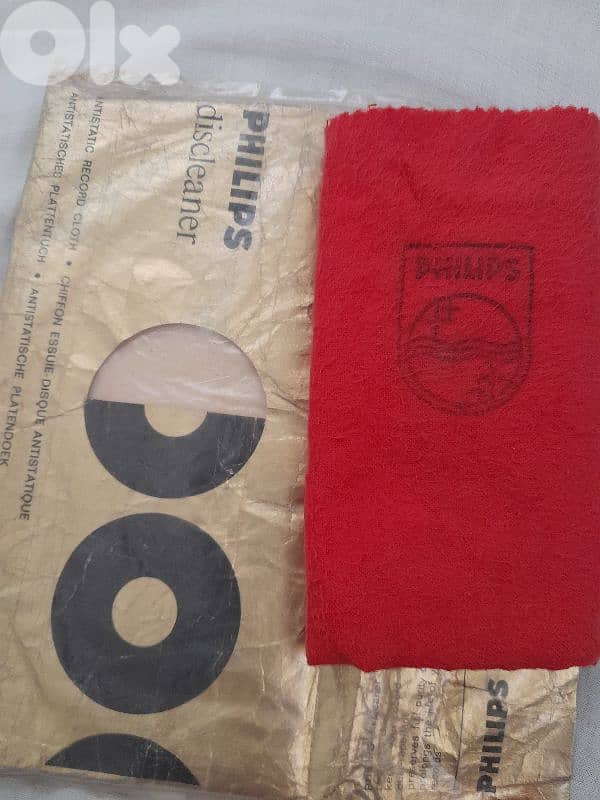 olx
PHILIPS
discleaner
ANTISTATIC RECORD CLOTH • CHIFFON ESSUIE-DISQUE ANTISTATIQUE
ANTISTATISCHES PLATTENTUCH • ANTISTATISCHE PLATENDOEK
PHILIPS
PHILIPS